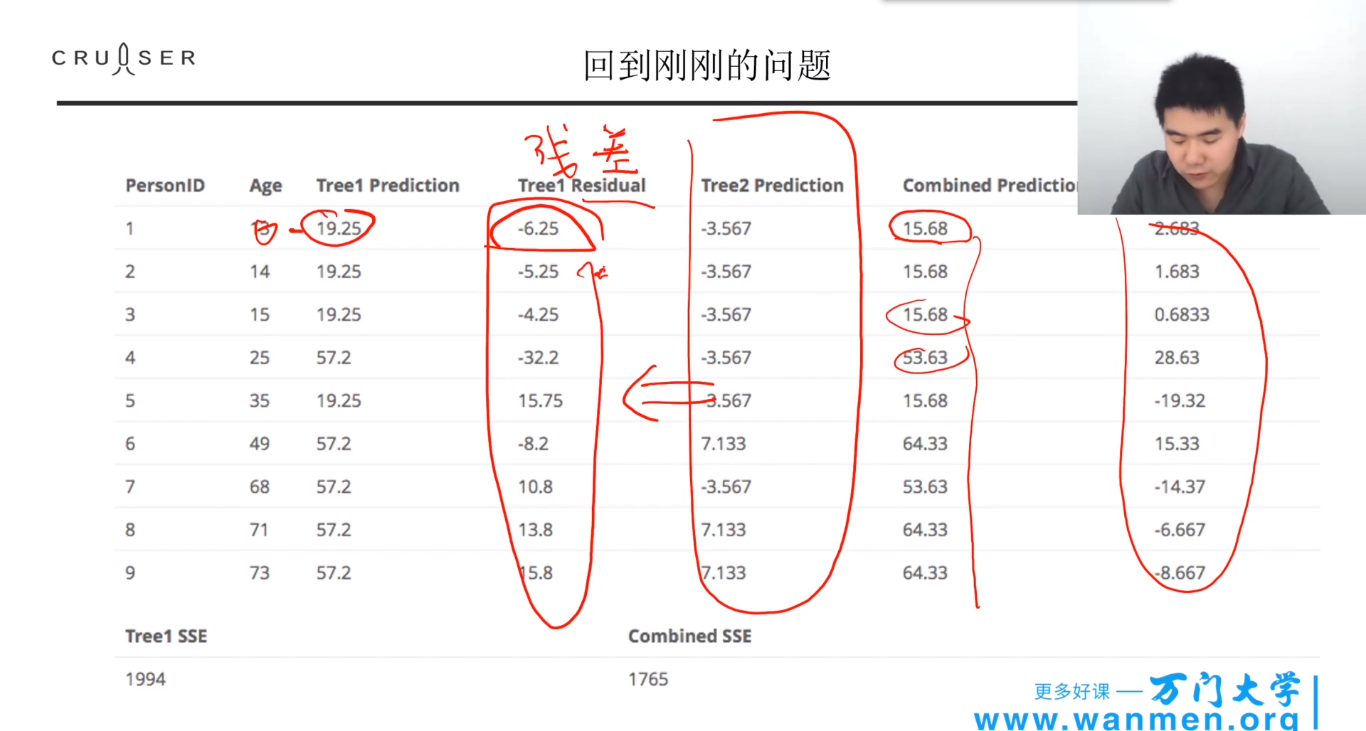 CRUISER
回到刚刚的问题
残差
PersonID Age Tree1 Prediction Tree1 Residual Tree2 Prediction Combined Prediction
1 13 19.25 -6.25 -3.567 15.68 2.683
2 14 19.25 -5.25 -3.567 15.68 1.683
3 15 19.25 -4.25 -3.567 15.68 0.6833
4 25 57.2 -32.2 -3.567 53.63 28.63
5 35 19.25 15.75 -3.567 15.68 -19.32
6 49 57.2 -8.2 7.133 64.33 15.33
7 68 57.2 10.8 -3.567 53.63 -14.37
8 71 57.2 13.8 7.133 64.33 -6.667
9 73 57.2 15.8 7.133 64.33 -8.667
Tree1 SSE Combined SSE
1994 1765
更多好课 — 万门大学
www.wanmen.org